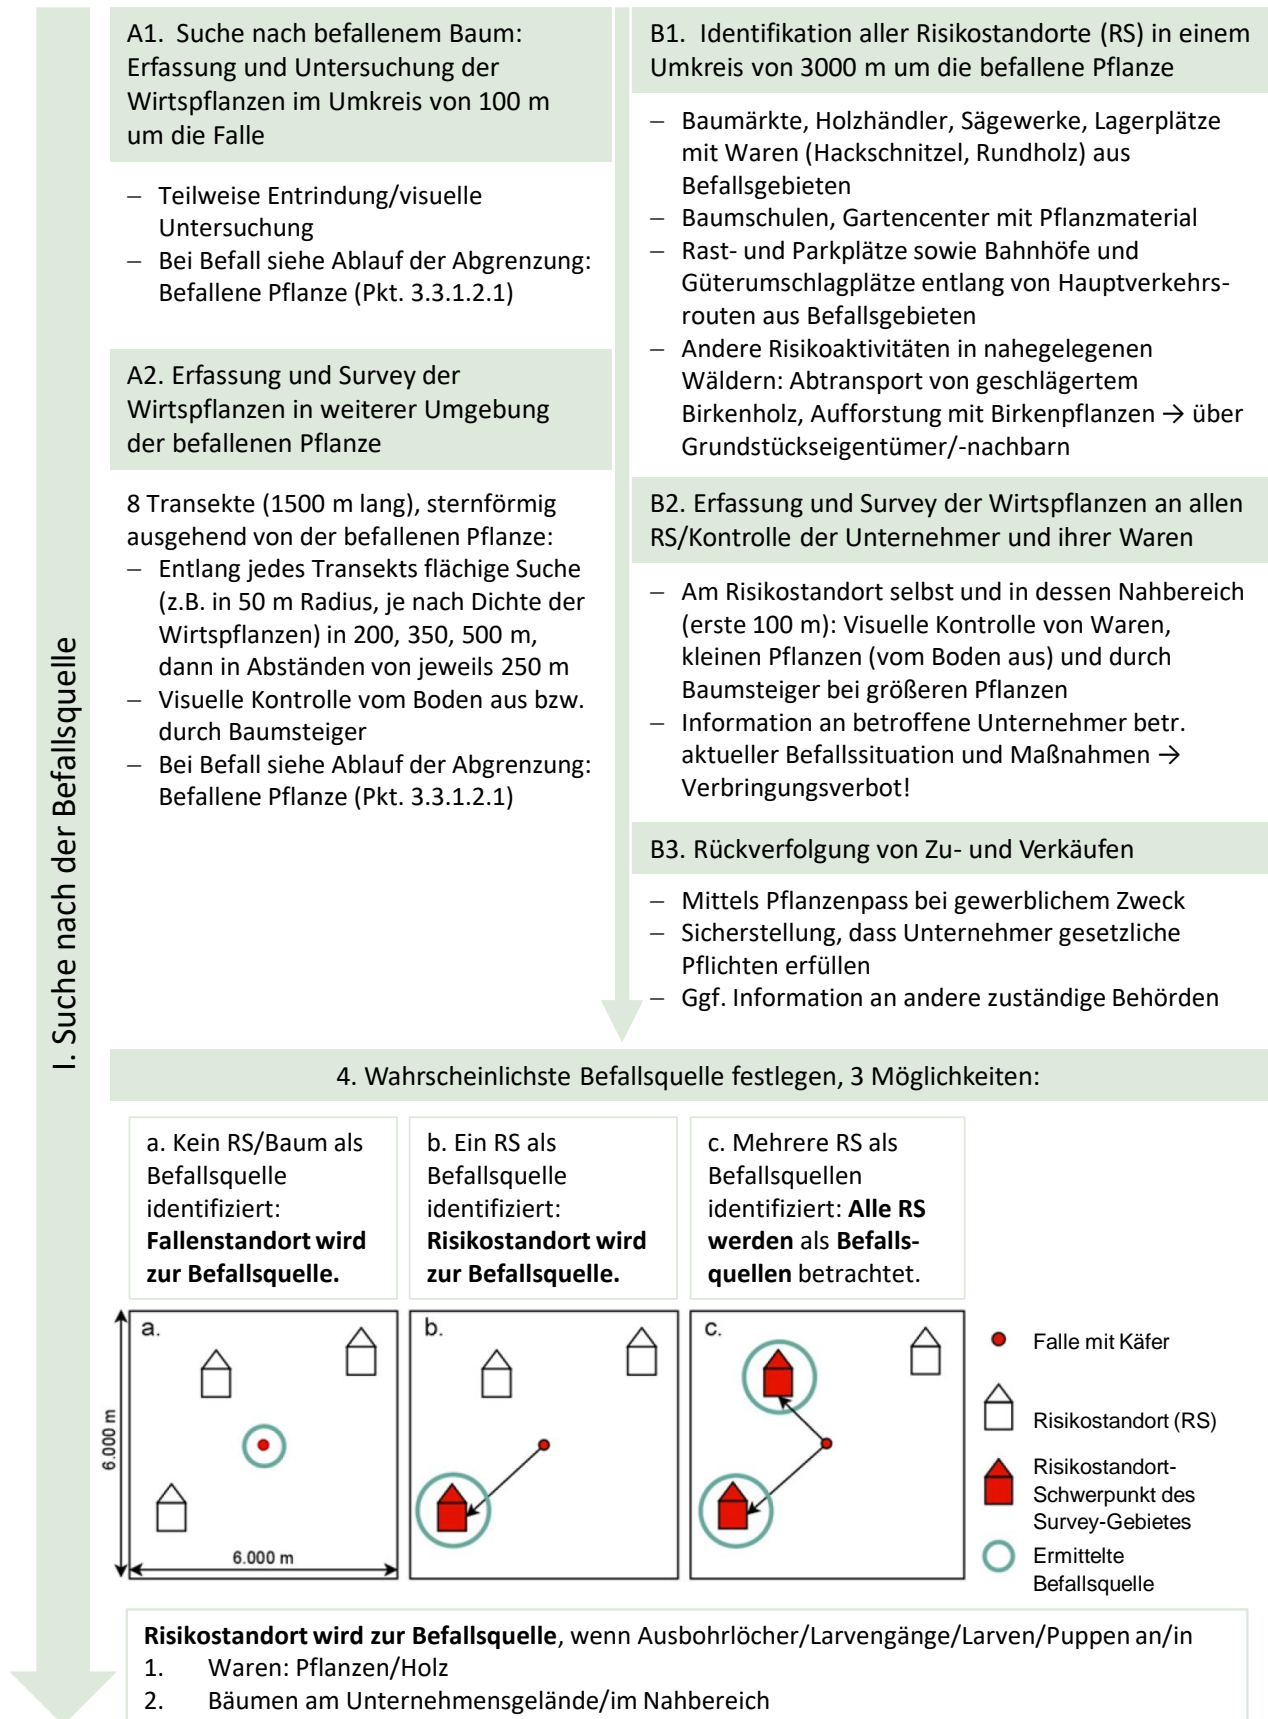 I. Suche nach der Befallsquelle
A1. Suche nach befallenem Baum:
Erfassung und Untersuchung der
Wirtspflanzen im Umkreis von 100 m
um die Falle
– Teilweise Entrindung/visuelle
Untersuchung
– Bei Befall siehe Ablauf der Abgrenzung:
Befallene Pflanze (Pkt. 3.3.1.2.1)
A2. Erfassung und Survey der
Wirtspflanzen in weiterer Umgebung
der befallenen Pflanze
8 Transekte (1500 m lang), sternförmig
ausgehend von der befallenen Pflanze:
– Entlang jedes Transekts flächige Suche
(z.B. in 50 m Radius, je nach Dichte der
Wirtspflanzen) in 200, 350, 500 m,
dann in Abständen von jeweils 250 m
– Visuelle Kontrolle vom Boden aus bzw.
durch Baumsteiger
– Bei Befall siehe Ablauf der Abgrenzung:
Befallene Pflanze (Pkt. 3.3.1.2.1)
B1. Identifikation aller Risikostandorte (RS) in einem
Umkreis von 3000 m um die befallene Pflanze
– Baumärkte, Holzhändler, Sägewerke, Lagerplätze
mit Waren (Hackschnitzel, Rundholz) aus
Befallsgebieten
– Baumschulen, Gartencenter mit Pflanzmaterial
– Rast- und Parkplätze sowie Bahnhöfe und
Güterumschlagplätze entlang von Hauptverkehrs-
routen aus Befallsgebieten
– Andere Risikoaktivitäten in nahegelegenen
Wäldern: Abtransport von geschlägertem
Birkenholz, Aufforstung mit Birkenpflanzen → über
Grundstückseigentümer/-nachbarn
B2. Erfassung und Survey der Wirtspflanzen an allen
RS/Kontrolle der Unternehmer und ihrer Waren
– Am Risikostandort selbst und in dessen Nahbereich
(erste 100 m): Visuelle Kontrolle von Waren,
kleinen Pflanzen (vom Boden aus) und durch
Baumsteiger bei größeren Pflanzen
– Information an betroffene Unternehmer betr.
aktueller Befallssituation und Maßnahmen →
Verbringungsverbot!
B3. Rückverfolgung von Zu- und Verkäufen
– Mittels Pflanzenpass bei gewerblichem Zweck
– Sicherstellung, dass Unternehmer gesetzliche
Pflichten erfüllen
– Ggf. Information an andere zuständige Behörden
4. Wahrscheinlichste Befallsquelle festlegen, 3 Möglichkeiten:
a. Kein RS/Baum als
Befallsquelle
identifiziert:
Fallenstandort wird
zur Befallsquelle.
b. Ein RS als
Befallsquelle
identifiziert:
Risikostandort wird
zur Befallsquelle.
c. Mehrere RS als
Befallsquellen
identifiziert: Alle RS
werden als Befalls-
quellen betrachtet.
a.
6.000 m
6.000 m
b.
c.
Falle mit Käfer
Risikostandort (RS)
Risikostandort-
Schwerpunkt des
Survey-Gebietes
Ermittelte
Befallsquelle
Risikostandort wird zur Befallsquelle, wenn Ausbohrlöcher/Larvengänge/Larven/Puppen an/in
1. Waren: Pflanzen/Holz
2. Bäumen am Unternehmensgelände/im Nahbereich